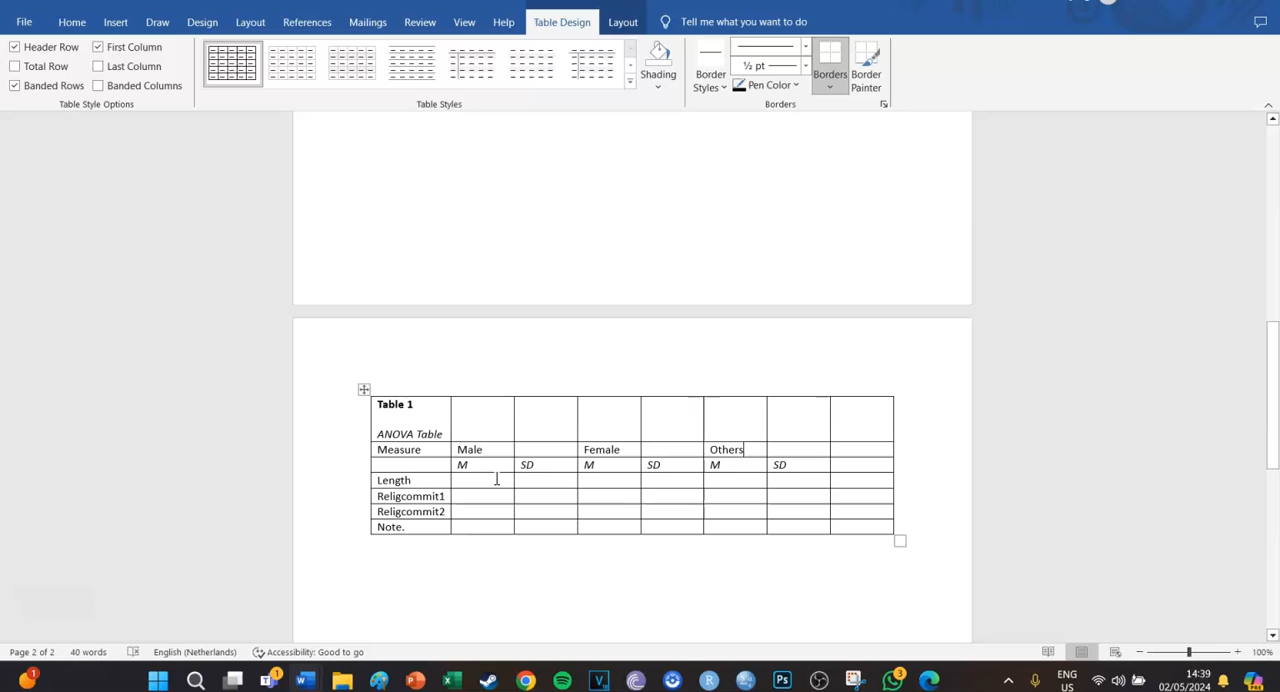 File Home Insert Draw Design Layout References Mailings Review View Help Table Design Layout Tell me what you want to do
Header Row First Column
Total Row Last Column
Banded Rows Banded Columns
Table Style Options
Table Styles
Shading
Border
Styles
½ pt
Pen Color
Borders
Border
Painter
Borders
Table 1
ANOVA Table
Measure Male Female Others
M SD M SD M SD
Length
Religcommit1
Religcommit2
Note.
Page 2 of 2 40 words English (Netherlands) Accessibility: Good to go 100%
1 1 3
ENG
US
14:39
02/05/2024